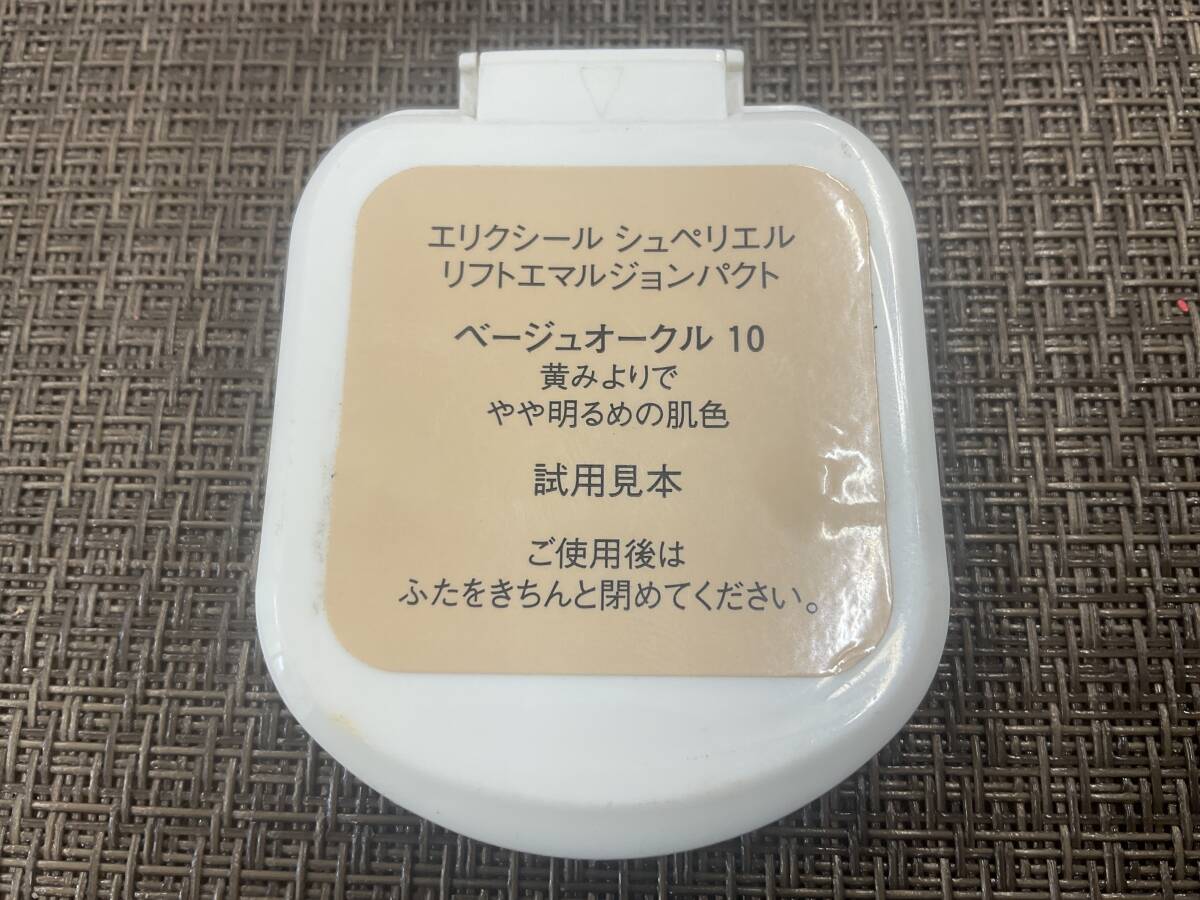 エリクシール シュペリエル
リフトエマルジョンパクト
ベージュオークル 10
黄みよりで
やや明るめの肌色
試用見本
ご使用後は
ふたをきちんと閉めてください。